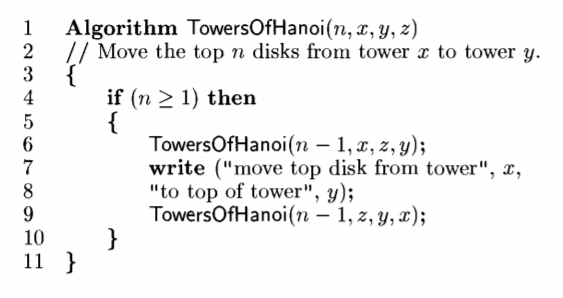 1 Algorithm TowersOfHanoi(n, x, y, z)
2 // Move the top n disks from tower x to tower y.
3 {
4 if (n ≥ 1) then
5 {
6 TowersOfHanoi(n − 1, x, z, y);
7 write ("move top disk from tower", x,
8 "to top of tower", y);
9 TowersOfHanoi(n − 1, z, y, x);
10 }
11 }